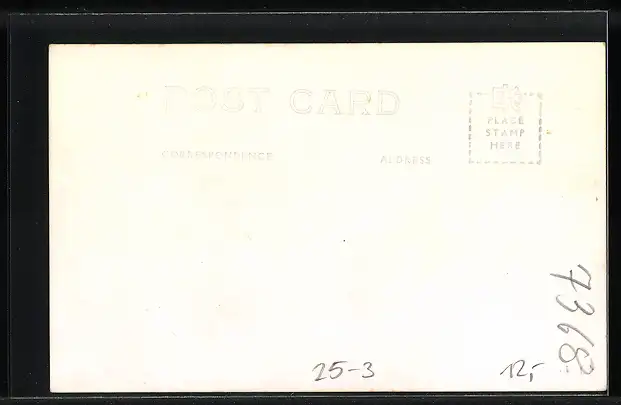 POST CARD
PLACE
STAMP
HERE
CORRESPONDENCE
ADDRESS
7368
25-3
12,-